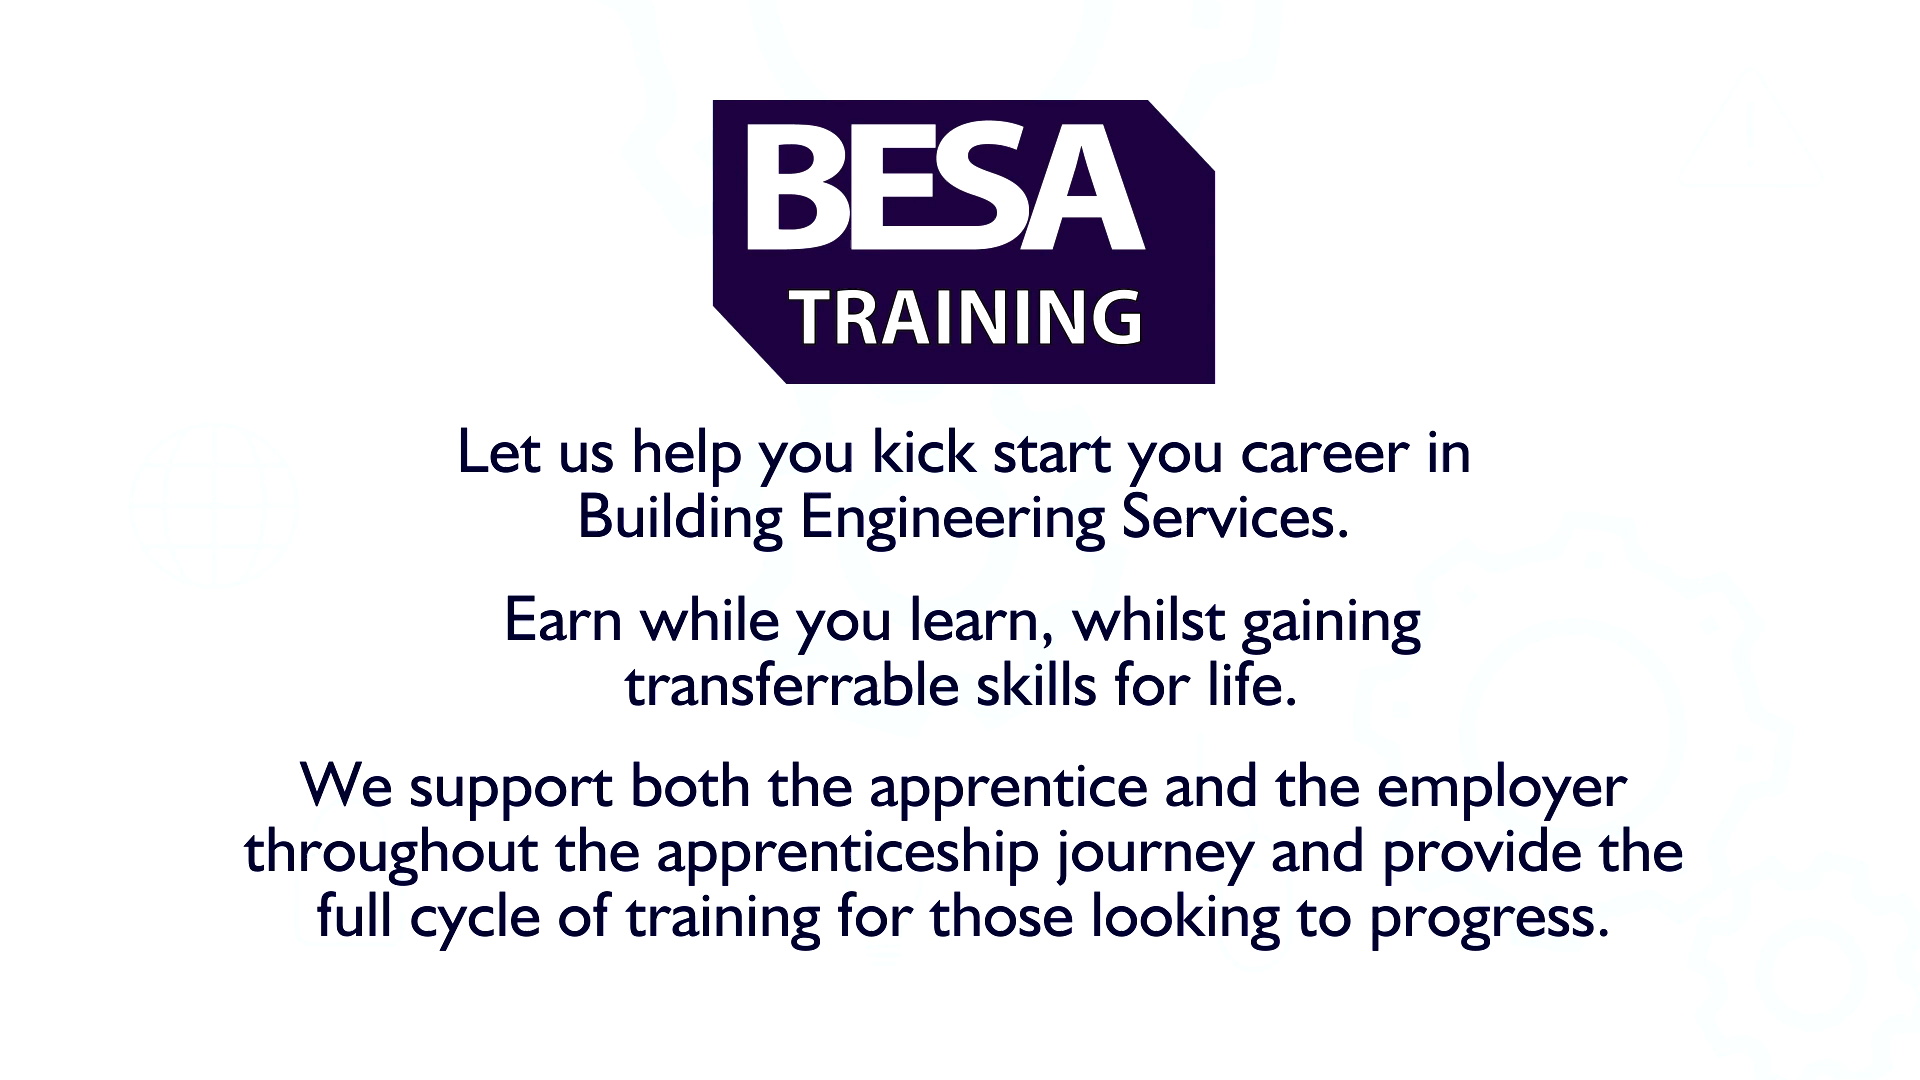 BESA
TRAINING
Let us help you kick start you career in
Building Engineering Services.
Earn while you learn, whilst gaining
transferrable skills for life.
We support both the apprentice and the employer
throughout the apprenticeship journey and provide the
full cycle of training for those looking to progress.